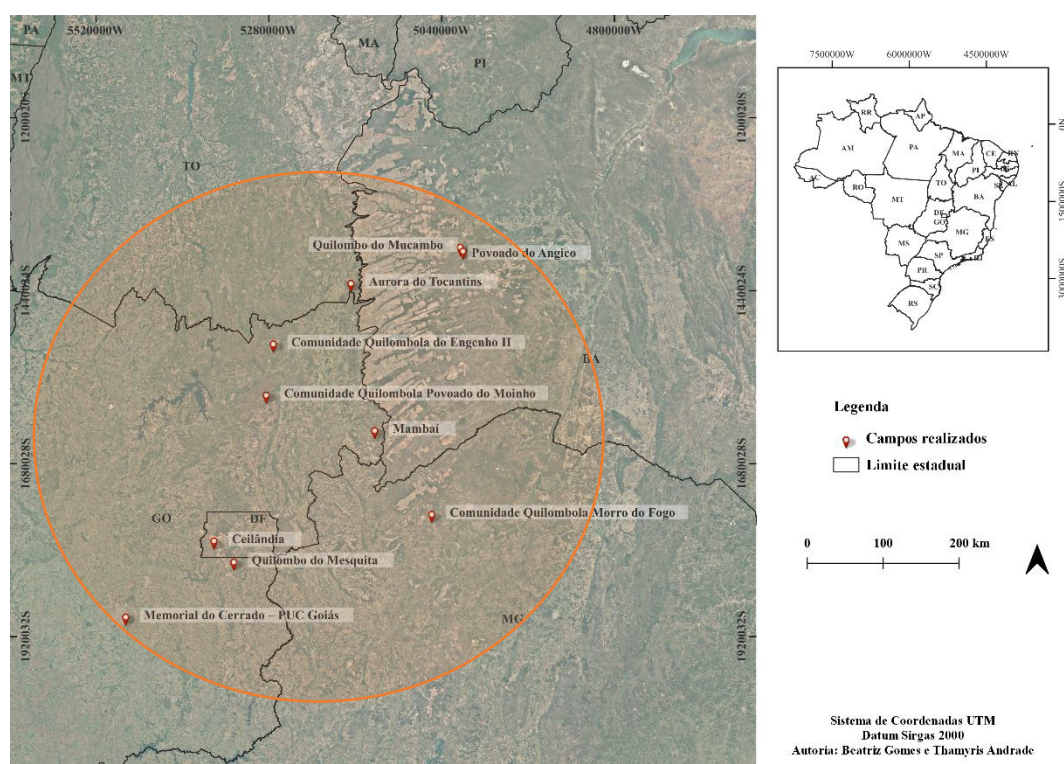 5520000W
5280000W
5040000W
4800000W
PA
MT
MA
PI
TO
1200020S
1200020S
Quilombo do Mucambo
Povoado do Angico
Aurora do Tocantins
1440024S
1440024S
Comunidade Quilombola do Engenho II
BA
Comunidade Quilombola Povoado do Moinho
Mambaí
1680028S
1680028S
Comunidade Quilombola Morro do Fogo
GO
DF
Ceilândia
Quilombo do Mesquita
Memorial do Cerrado – PUC Goiás
MG
1920032S
1920032S
7500000W
6000000W
4500000W
RR
AP
AM
PA
MA
CE
RN
AC
RO
TO
PI
AL
SE
MT
BA
DF
GO
MG
ES
MS
SP
RJ
PR
SC
RS
Legenda
Campos realizados
Limite estadual
0
100
200 km
Sistema de Coordenadas UTM
Datum Sirgas 2000
Autoria: Beatriz Gomes e Thamyris Andrade